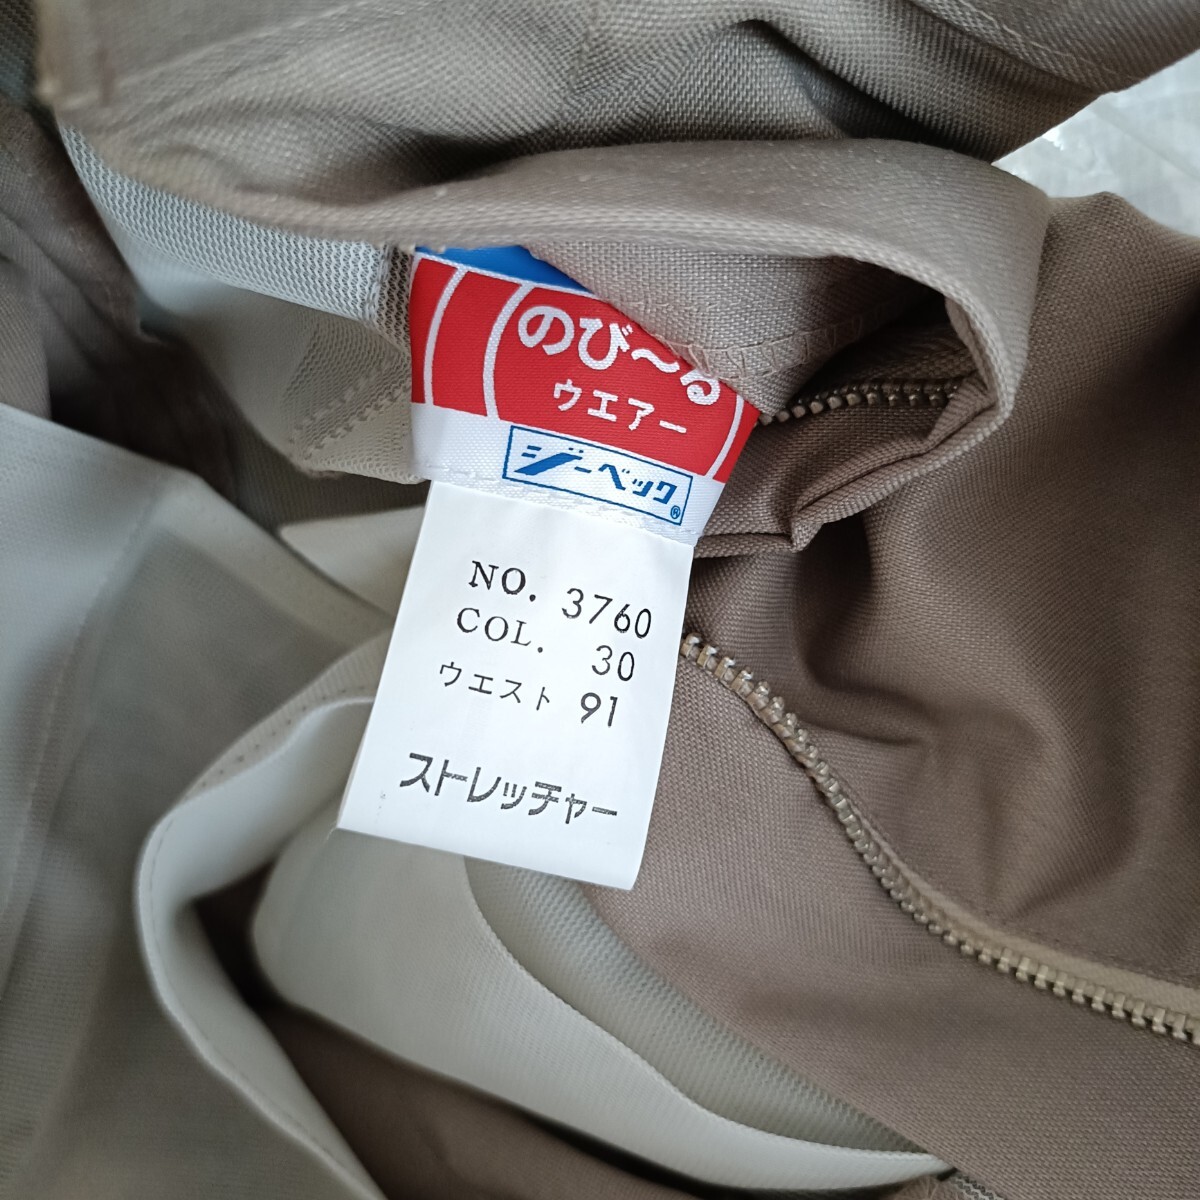 のび〜る
ウエアー
ジーベック®
NO. 3760
COL. 30
ウエスト 91
ストレッチャー